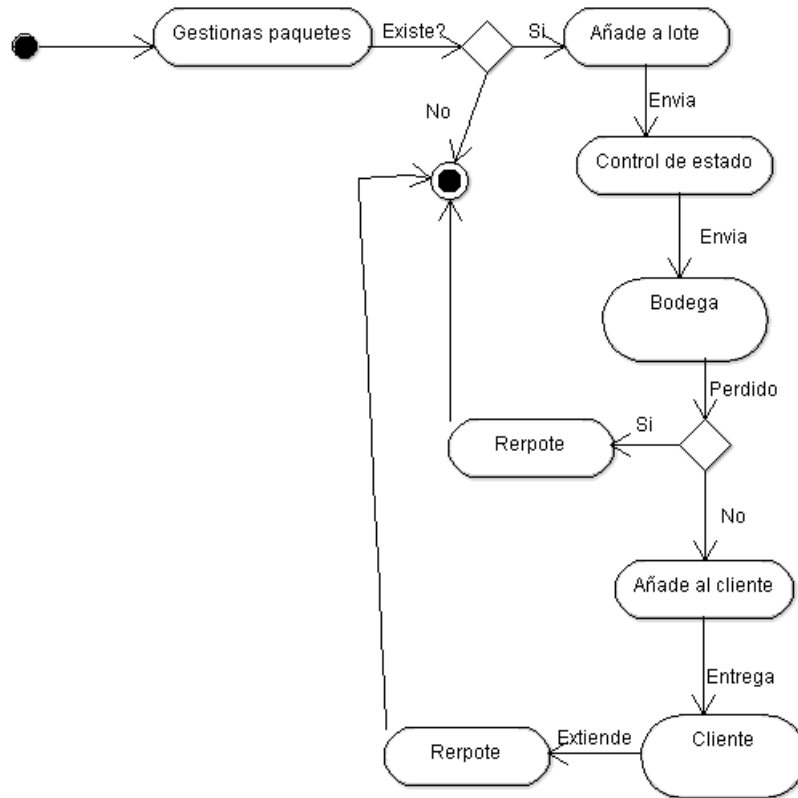 Gestionas paquetes
Existe?
Si
Añade a lote
No
Envia
Control de estado
Envia
Bodega
Perdido
Si
Rerpote
No
Añade al cliente
Entrega
Cliente
Extiende
Rerpote